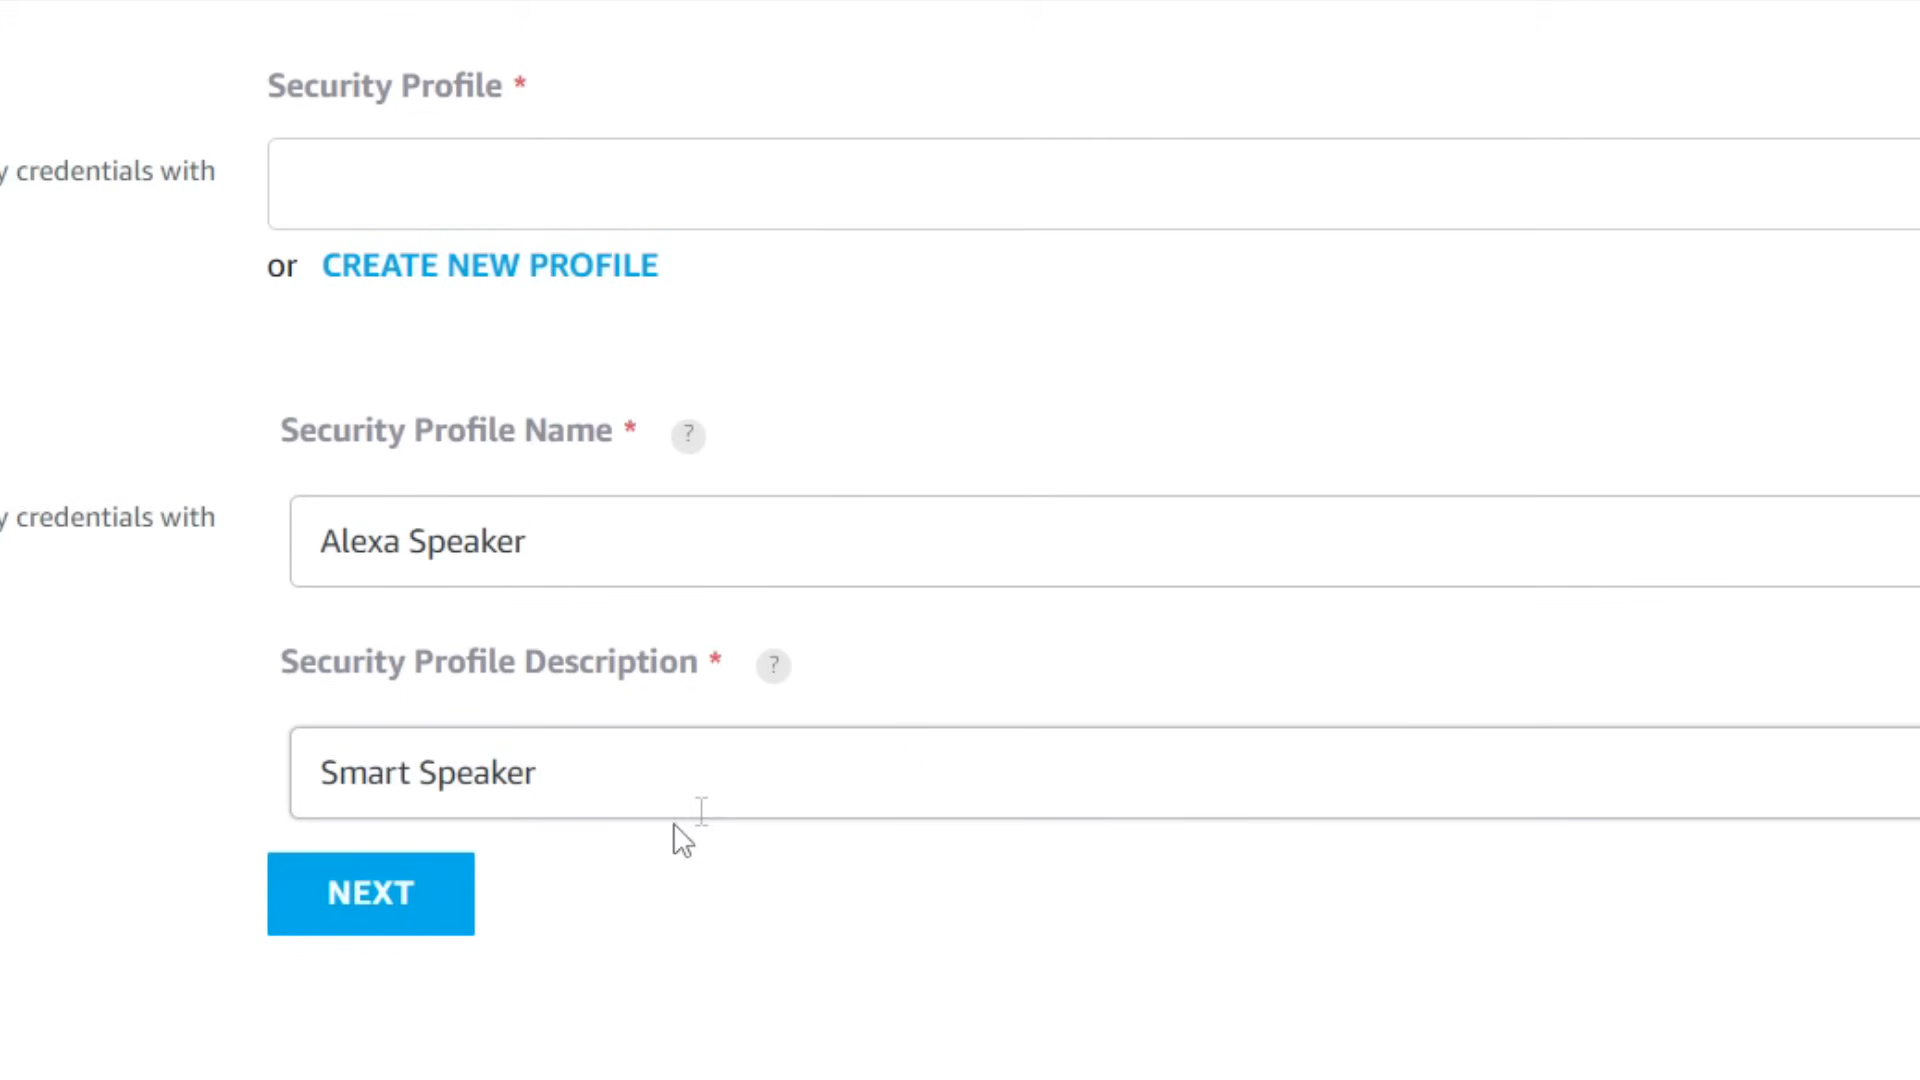 Security Profile *
y credentials with
or CREATE NEW PROFILE
Security Profile Name * ?
y credentials with
Alexa Speaker
Security Profile Description * ?
Smart Speaker
NEXT